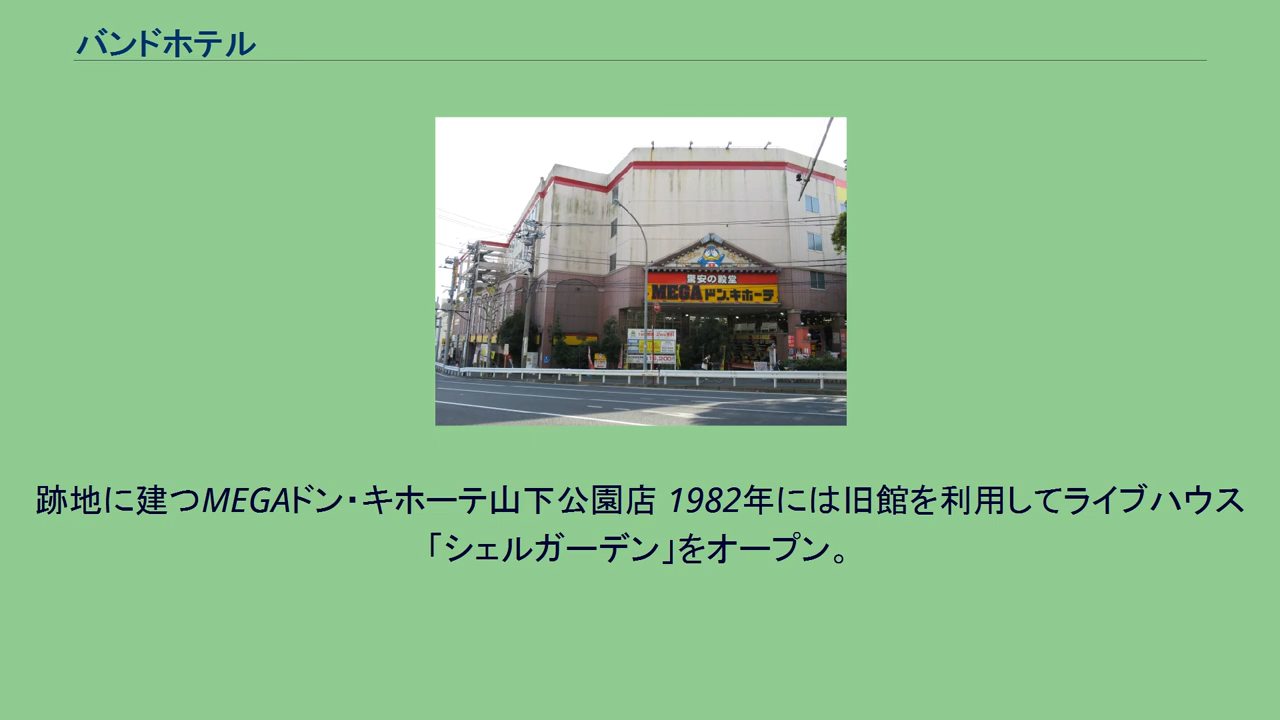 バンドホテル
驚安の殿堂
MEGAドン.キホーテ
跡地に建つMEGAドン・キホーテ山下公園店 1982年には旧館を利用してライブハウス
「シェルガーデン」をオープン。